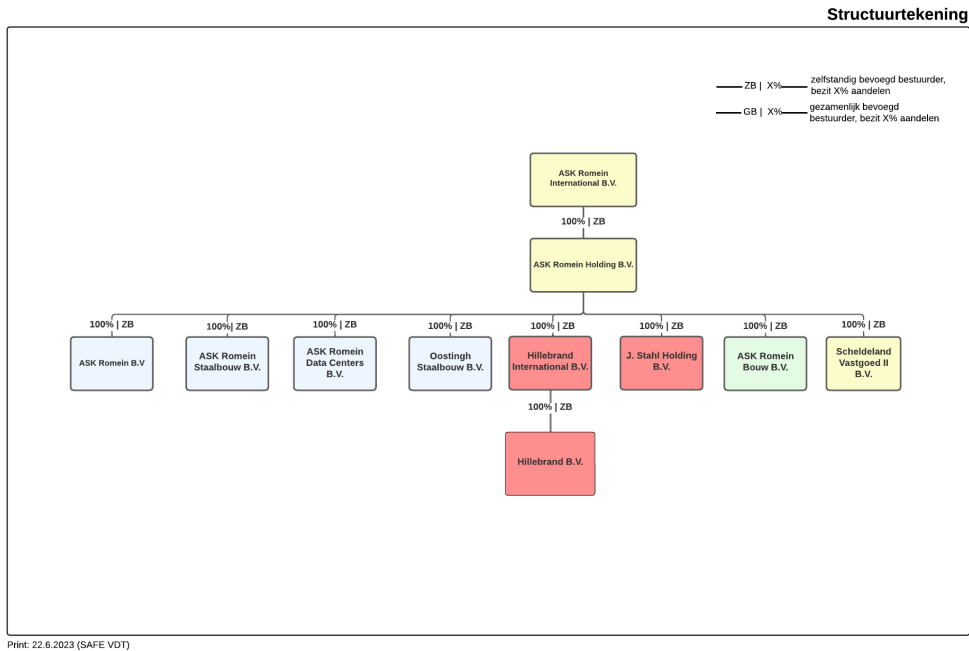 Structuurtekening
ZB | X%
zelfstandig bevoegd bestuurder,
bezit X% aandelen
GB | X%
gezamenlijk bevoegd
bestuurder, bezit X% aandelen
ASK Romein
International B.V.
100% | ZB
ASK Romein Holding B.V.
100% | ZB
100%| ZB
100% | ZB
100% | ZB
100% | ZB
100% | ZB
100% | ZB
100% | ZB
ASK Romein B.V
ASK Romein
Staalbouw B.V.
ASK Romein
Data Centers
B.V.
Oostingh
Staalbouw B.V.
Hillebrand
International B.V.
J. Stahl Holding
B.V.
ASK Romein
Bouw B.V.
Scheldeland
Vastgoed II
B.V.
100% | ZB
Hillebrand B.V.
Print: 22.6.2023 (SAFE VDT)